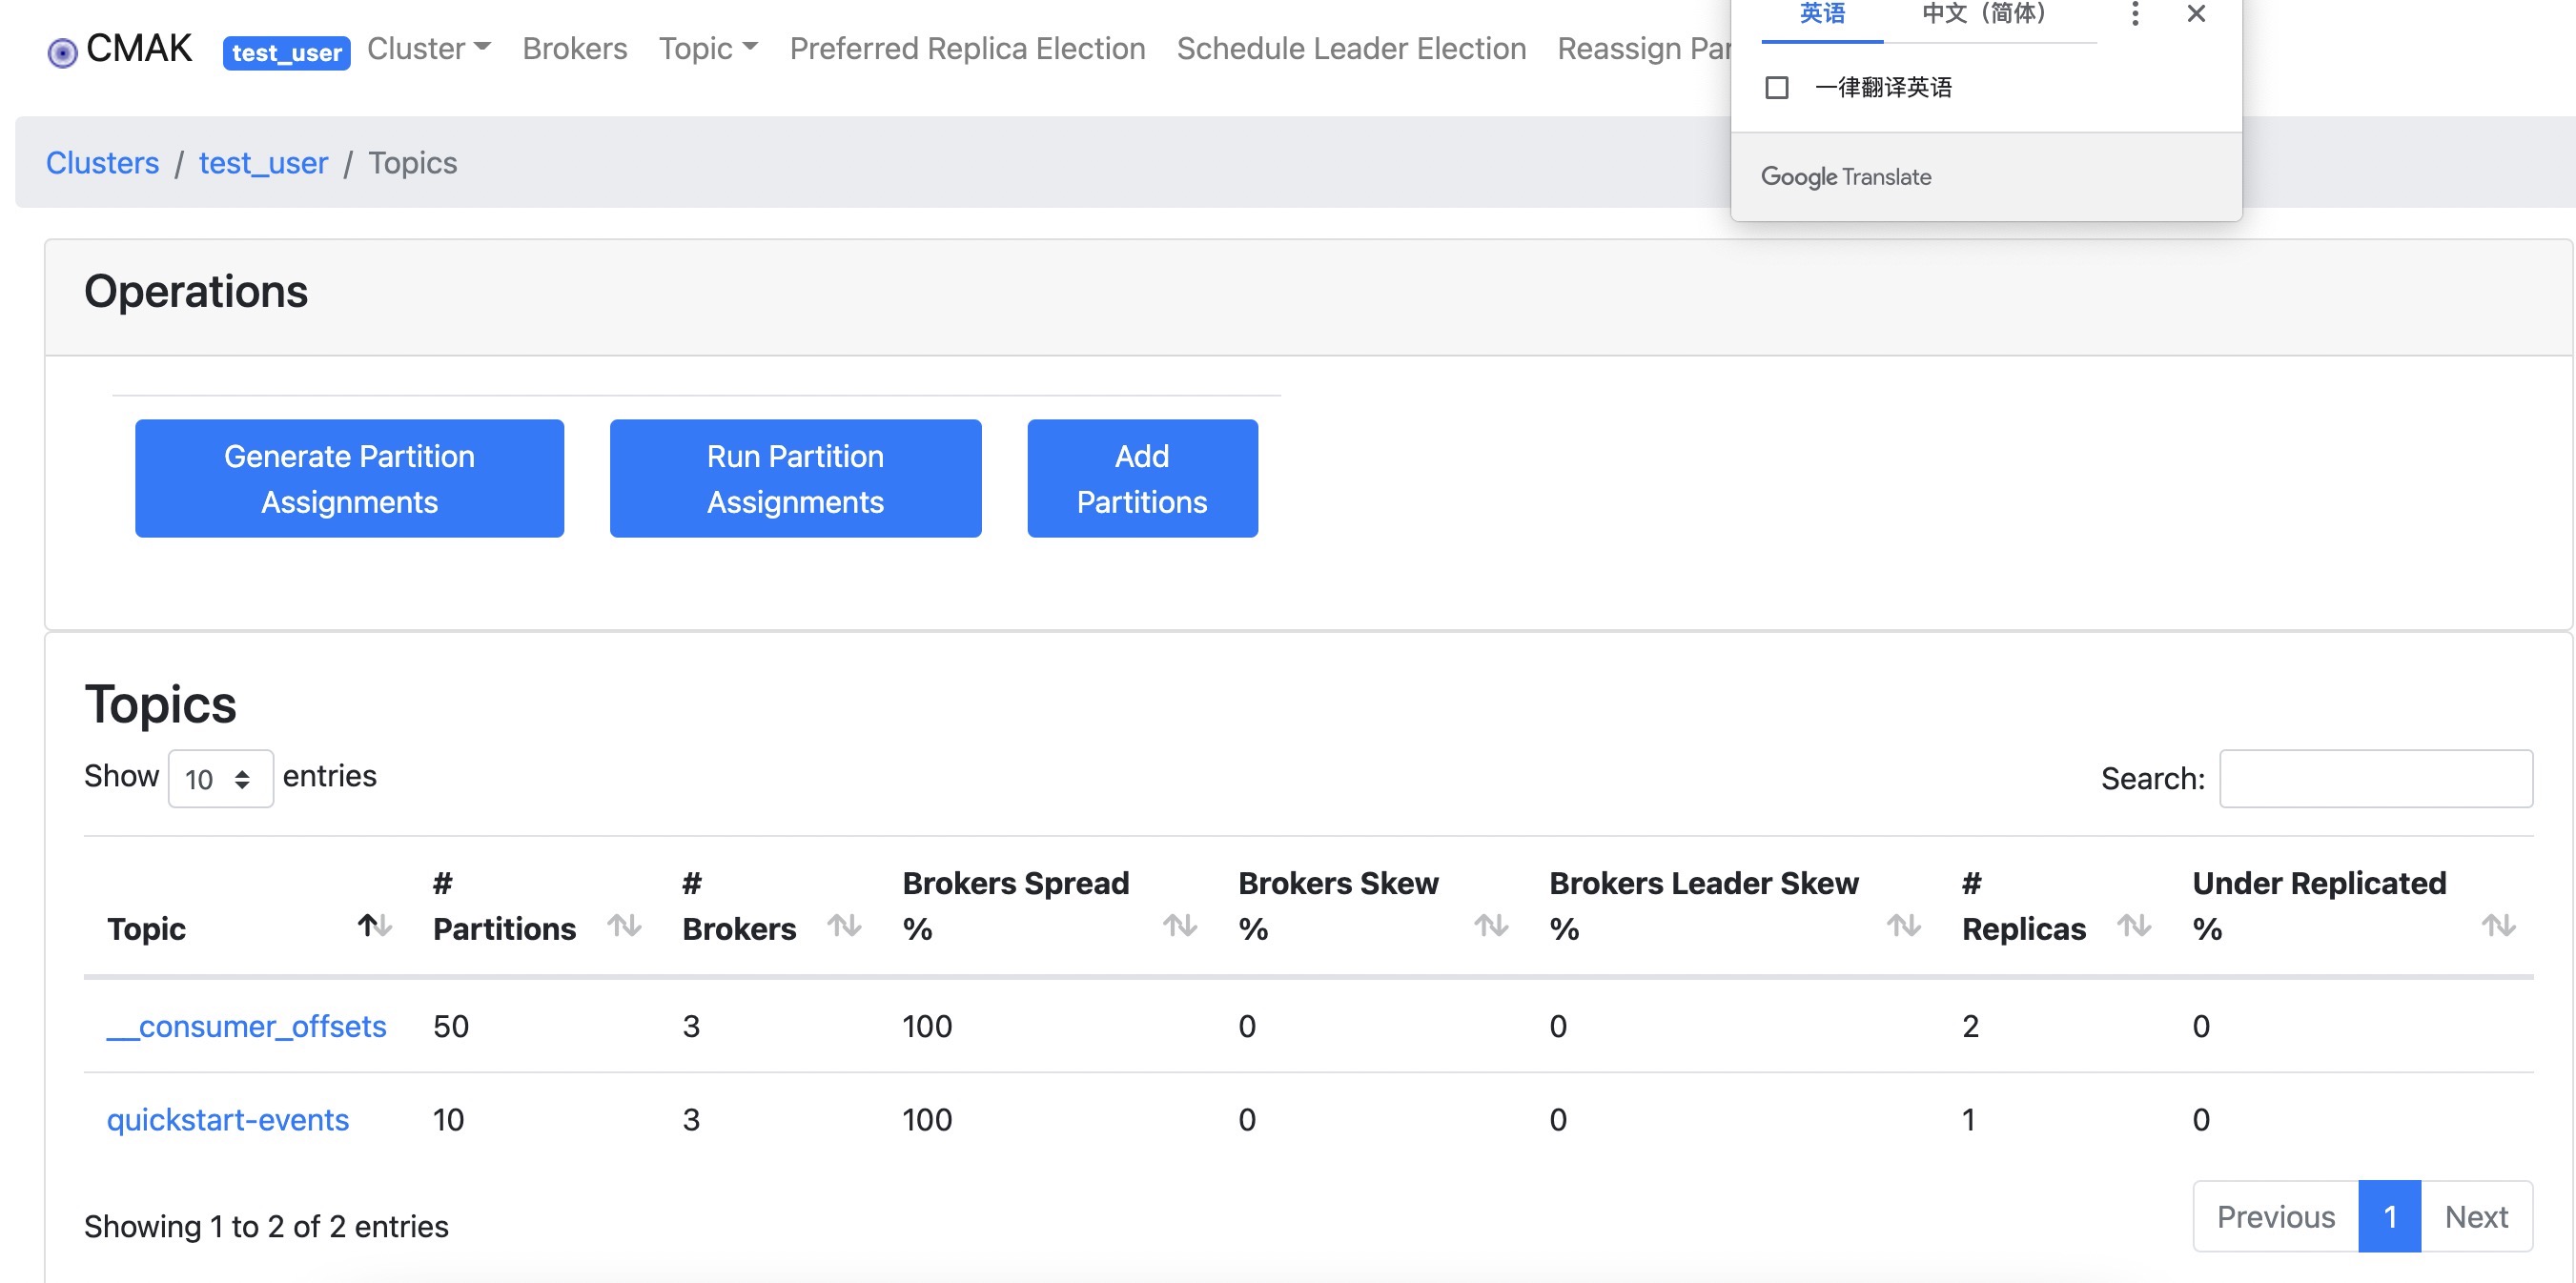 CMAK test_user Cluster Brokers Topic Preferred Replica Election Schedule Leader Election Reassign
英语 中文（简体）
一律翻译英语
Google Translate
Clusters / test_user / Topics
Operations
Generate Partition Assignments
Run Partition Assignments
Add Partitions
Topics
Show 10 entries
Search:
Topic # Partitions # Brokers Brokers Spread % Brokers Skew % Brokers Leader Skew % # Replicas Under Replicated %
__consumer_offsets 50 3 100 0 0 2 0
quickstart-events 10 3 100 0 0 1 0
Showing 1 to 2 of 2 entries
Previous 1 Next